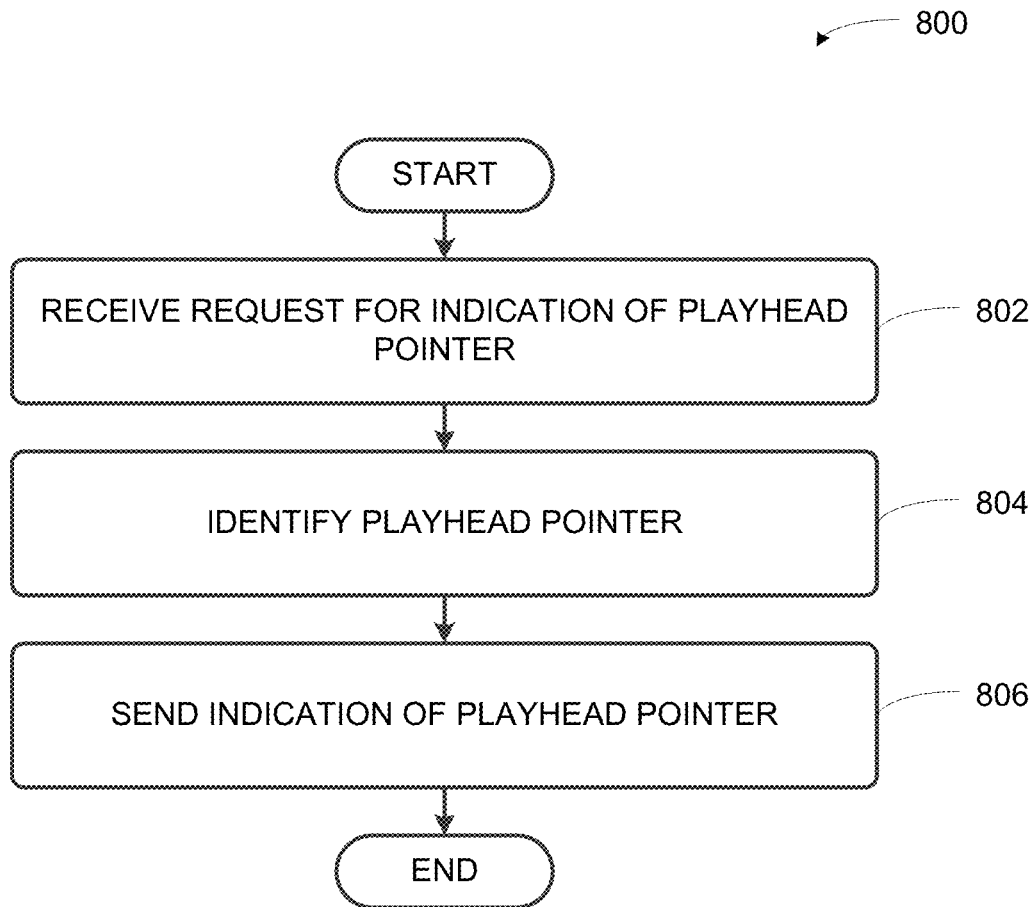 800
START
RECEIVE REQUEST FOR INDICATION OF PLAYHEAD
POINTER
802
IDENTIFY PLAYHEAD POINTER
804
SEND INDICATION OF PLAYHEAD POINTER
806
END